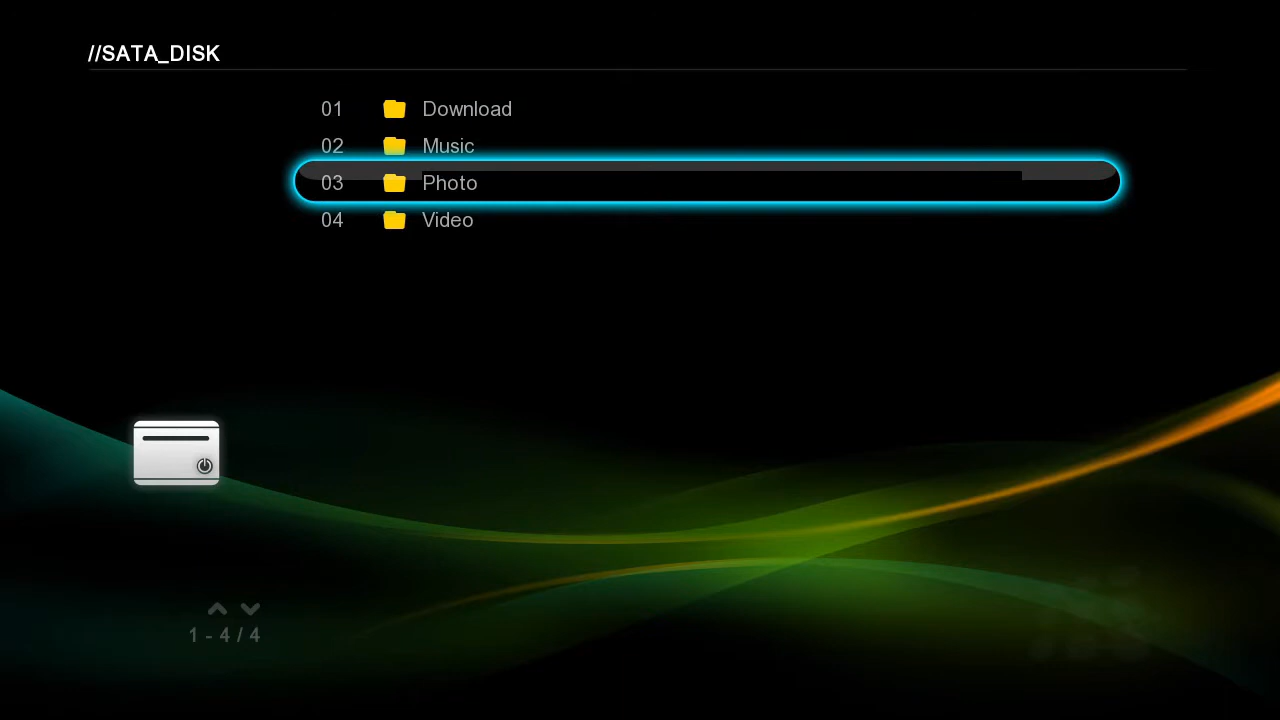 //SATA_DISK
01 Download
02 Music
03 Photo
04 Video
1 - 4 / 4